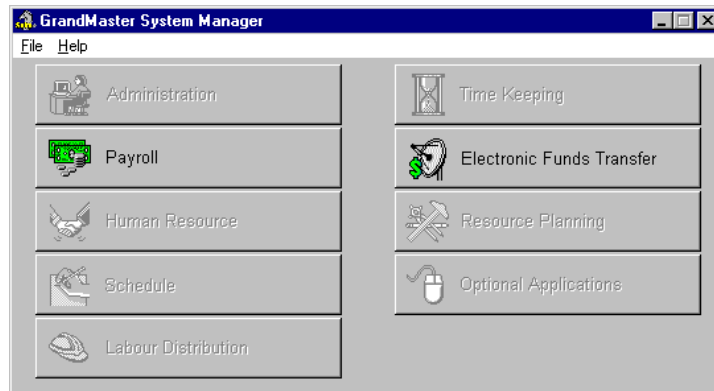 GrandMaster System Manager
File Help
Administration
Time Keeping
Payroll
Electronic Funds Transfer
Human Resource
Resource Planning
Schedule
Optional Applications
Labour Distribution